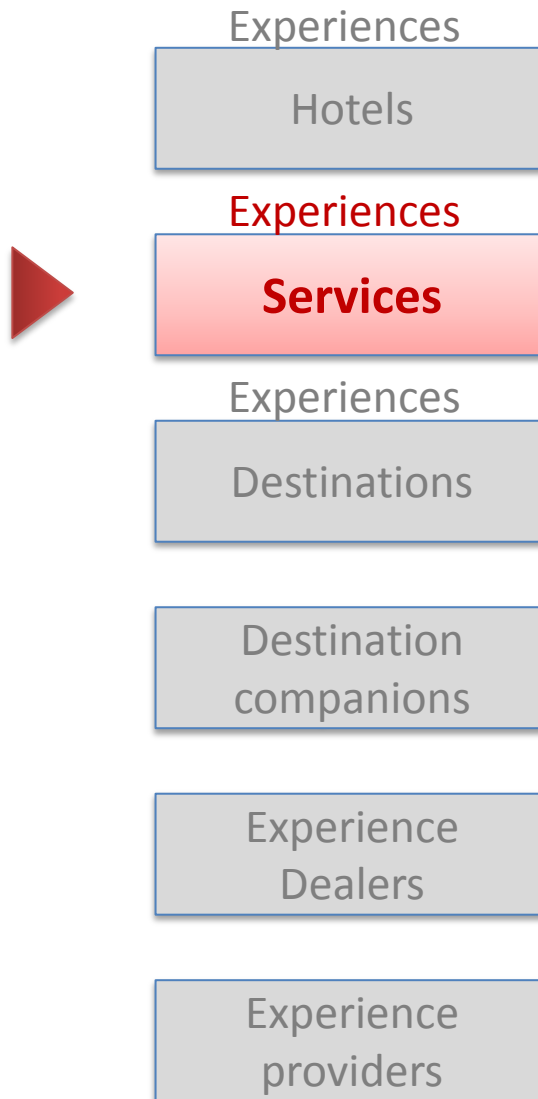 Experiences
Hotels
Experiences
Services
Experiences
Destinations
Destination
companions
Experience
Dealers
Experience
providers